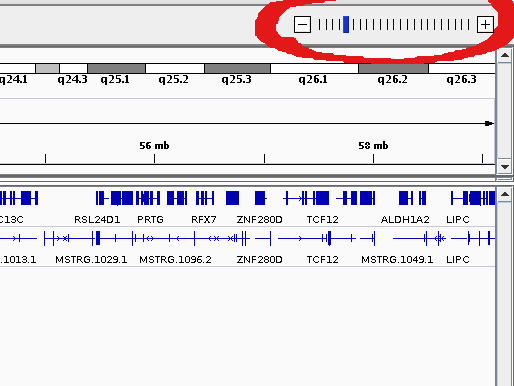 q24.1 q24.3 q25.1 q25.2 q25.3 q26.1 q26.2 q26.3
56 mb 58 mb
C18C RSL24D1 PRTG RFX7 ZNF280D TCF12 ALDH1A2 LIPC
.1013.1 MSTRG.1029.1 MSTRG.1096.2 ZNF280D TCF12 MSTRG.1049.1 LIPC